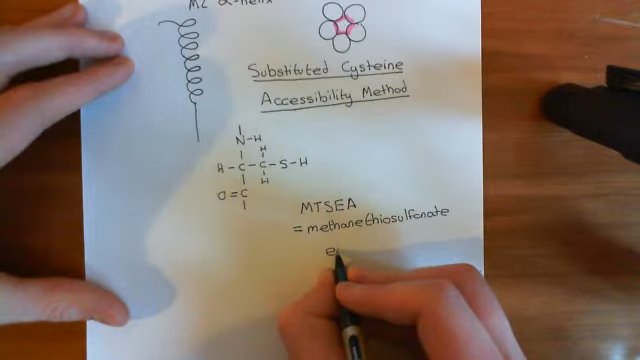 M2 α-helix
Substituted Cysteine
Accessibility Method
N-H
H
H-C-C-S-H
H
O=C
MTSEA
= methanethiosulfonate
e